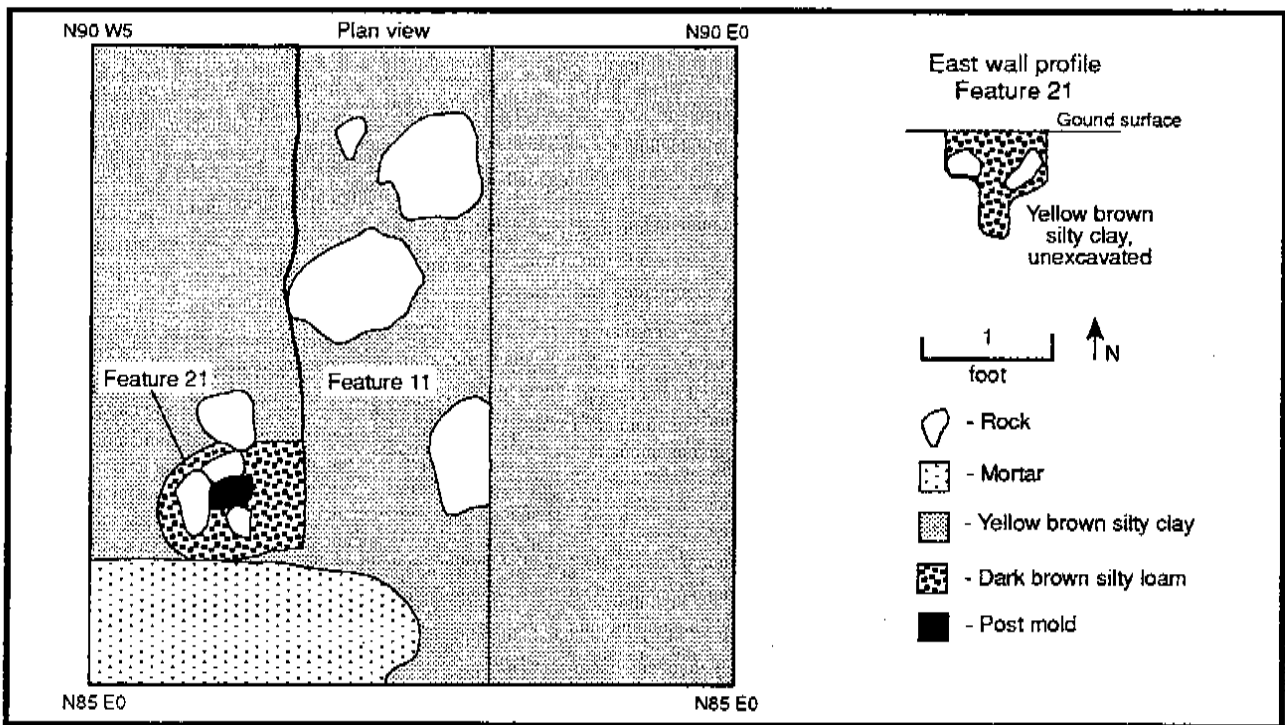 N90 W5
Plan view
N90 E0
Feature 21
Feature 11
N85 E0
N85 E0
East wall profile
Feature 21
Gound surface
Yellow brown
silty clay,
unexcavated
1
foot
N
- Rock
- Mortar
- Yellow brown silty clay
- Dark brown silty loam
- Post mold